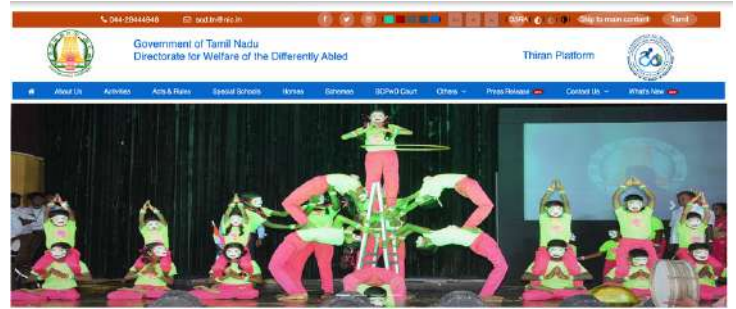 044-29444948 scd.tn@nic.in SSRA Skip to main content Tamil
Government of Tamil Nadu
Directorate for Welfare of the Differently Abled
Thiran Platform
About Us Activities Acts & Rules Special Schools Homes Schemes SCPwD Court Others Press Release Contact Us What's New